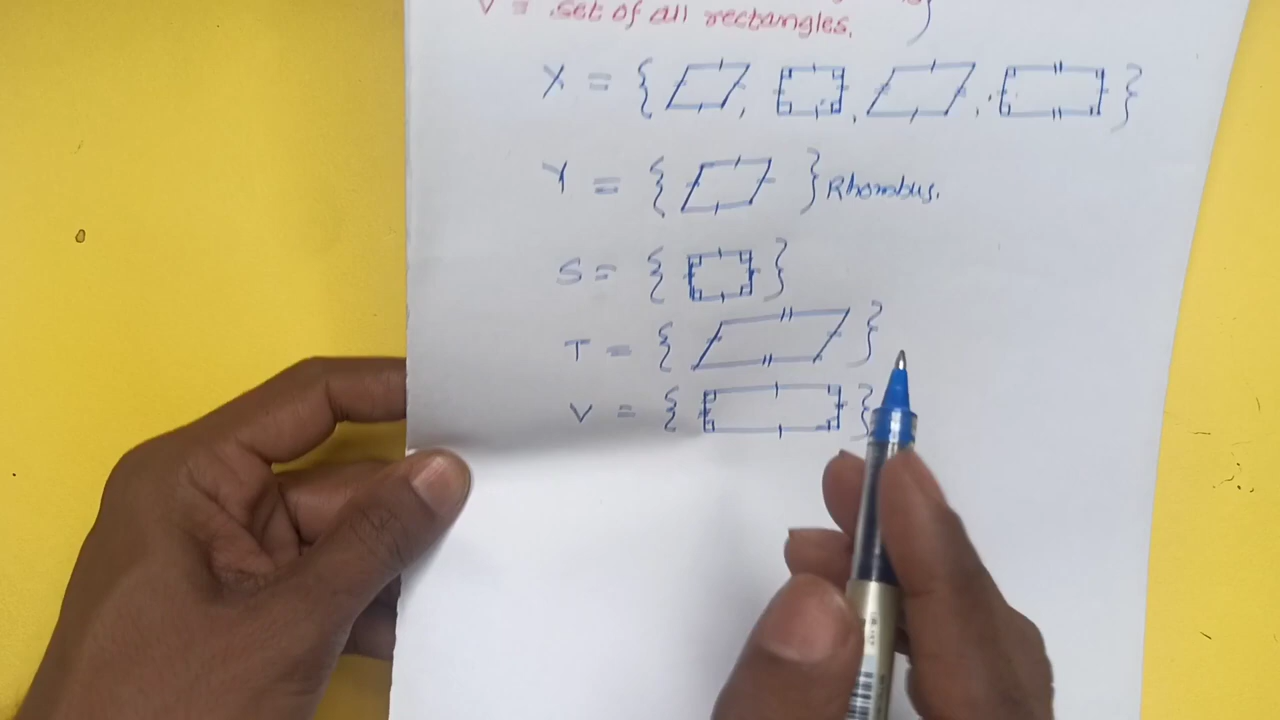 V = set of all rectangles. }
X = { , , , }
Y = { } Rhombus.
S = { }
T = { }
V = { }